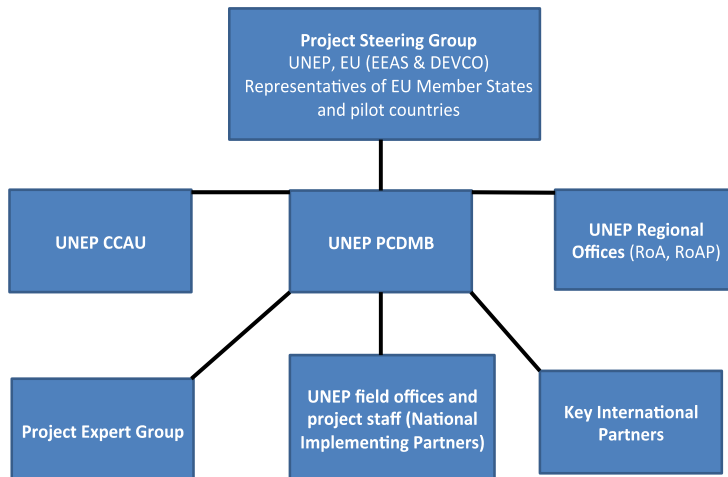 Project Steering Group
UNEP, EU (EEAS & DEVCO)
Representatives of EU Member States
and pilot countries
UNEP CCAU
UNEP PCDMB
UNEP Regional
Offices (RoA, RoAP)
Project Expert Group
UNEP field offices and
project staff (National
Implementing Partners)
Key International
Partners